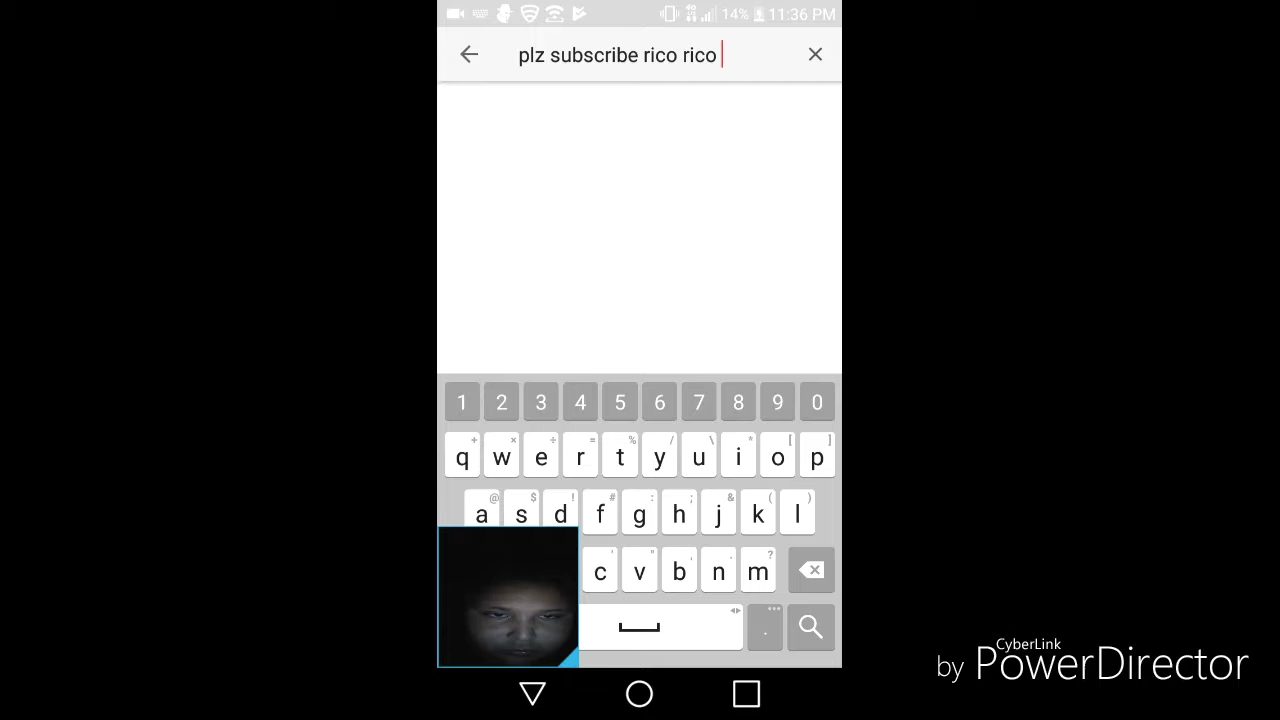 4G 14% 11:36 PM
plz subscribe rico rico
1 2 3 4 5 6 7 8 9 0
+ × ÷ = % / \ * [ ]
q w e r t y u i o p
@ $ ! # : ; & ( )
a s d f g h j k l
' " , . ?
c v b n m
.
CyberLink
by PowerDirector